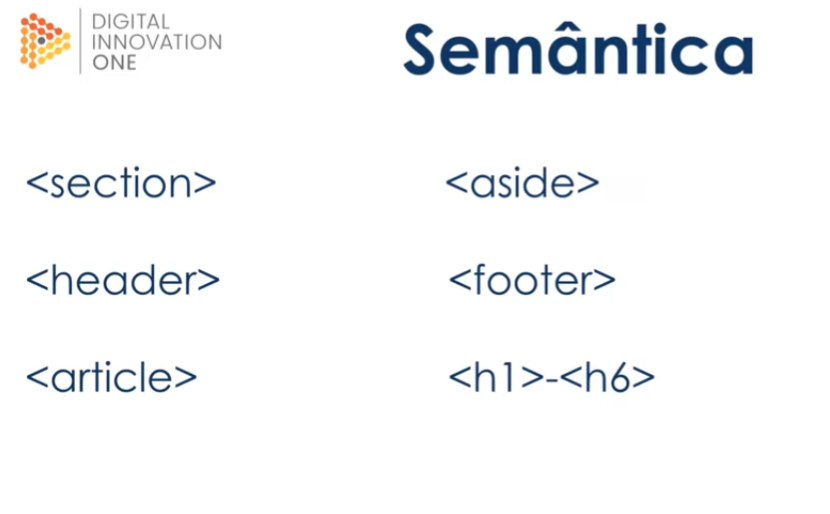 DIGITAL
INNOVATION
ONE
Semântica
<section>
<aside>
<header>
<footer>
<article>
<h1>-<h6>